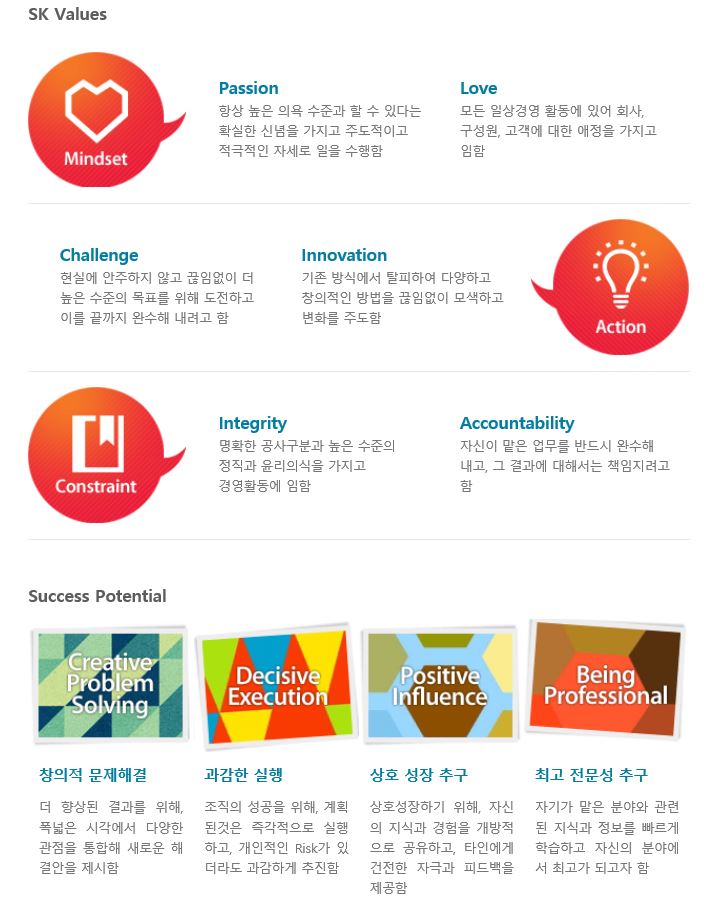 SK Values
Mindset
Passion
항상 높은 의욕 수준과 할 수 있다는
확실한 신념을 가지고 주도적이고
적극적인 자세로 일을 수행함
Love
모든 일상경영 활동에 있어 회사,
구성원, 고객에 대한 애정을 가지고
임함
Challenge
현실에 안주하지 않고 끊임없이 더
높은 수준의 목표를 위해 도전하고
이를 끝까지 완수해 내려고 함
Innovation
기존 방식에서 탈피하여 다양하고
창의적인 방법을 끊임없이 모색하고
변화를 주도함
Action
Constraint
Integrity
명확한 공사구분과 높은 수준의
정직과 윤리의식을 가지고
경영활동에 임함
Accountability
자신이 맡은 업무를 반드시 완수해
내고, 그 결과에 대해서는 책임지려고
함
Success Potential
Creative
Problem
Solving
창의적 문제해결
더 향상된 결과를 위해,
폭넓은 시각에서 다양한
관점을 통합해 새로운 해
결안을 제시함
Decisive
Execution
과감한 실행
조직의 성공을 위해, 계획
된것은 즉각적으로 실행
하고, 개인적인 Risk가 있
더라도 과감하게 추진함
Positive
Influence
상호 성장 추구
상호성장하기 위해, 자신
의 지식과 경험을 개방적
으로 공유하고, 타인에게
건전한 자극과 피드백을
제공함
Being
Professional
최고 전문성 추구
자기가 맡은 분야와 관련
된 지식과 정보를 빠르게
학습하고 자신의 분야에
서 최고가 되고자 함